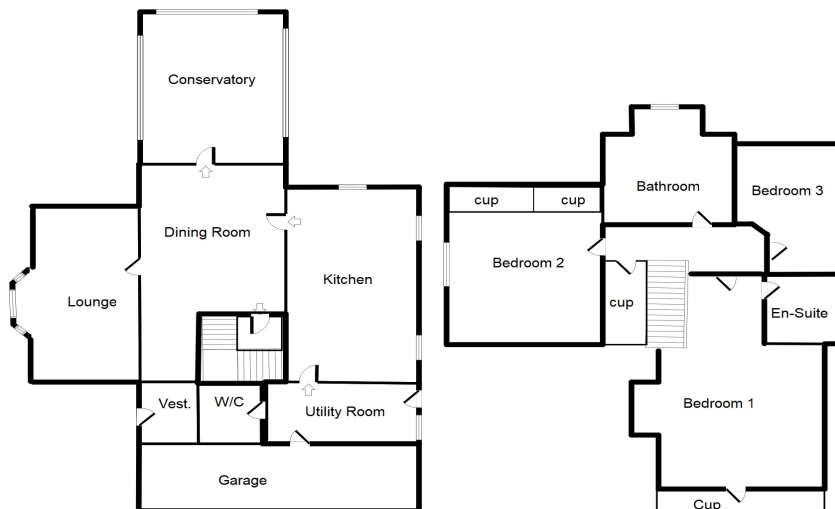 Conservatory
Dining Room
Lounge
Kitchen
Vest.
W/C
Utility Room
Garage
Bathroom
Bedroom 3
cup
cup
Bedroom 2
cup
En-Suite
Bedroom 1
Cup